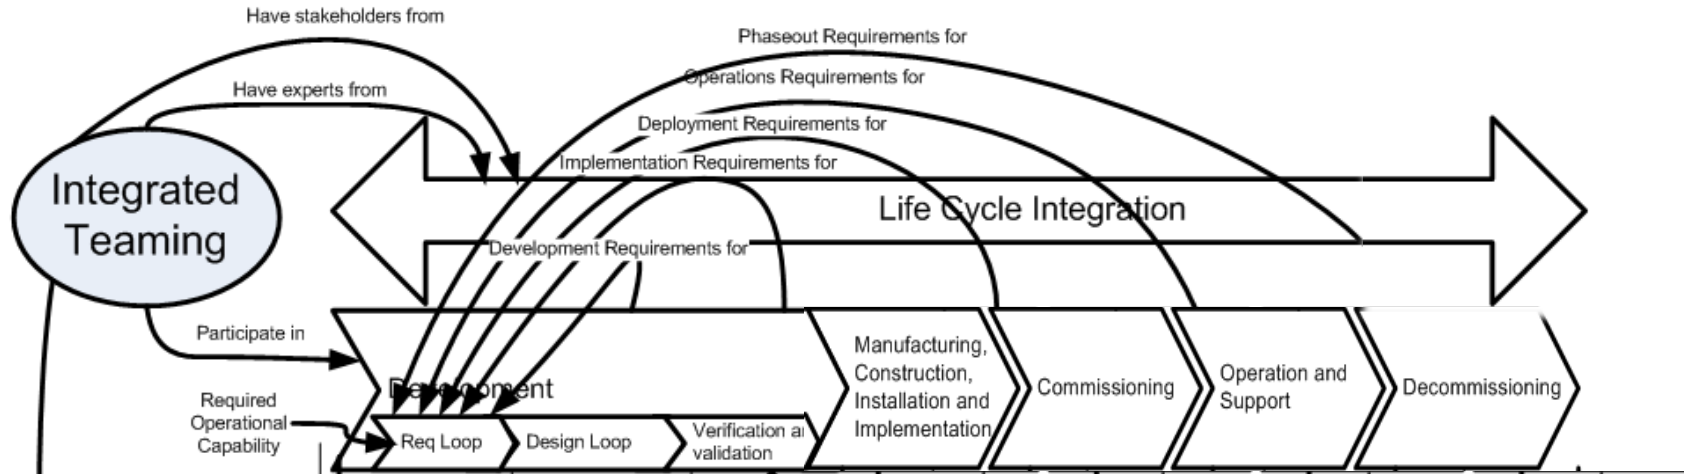 Have stakeholders from
Phaseout Requirements for
Operations Requirements for
Have experts from
Deployment Requirements for
Implementation Requirements for
Integrated
Teaming
Life Cycle Integration
Development Requirements for
Participate in
Development
Required
Operational
Capability
Req Loop
Design Loop
Verification a
validation
Manufacturing,
Construction,
Installation and
Implementation
Commissioning
Operation and
Support
Decommissioning